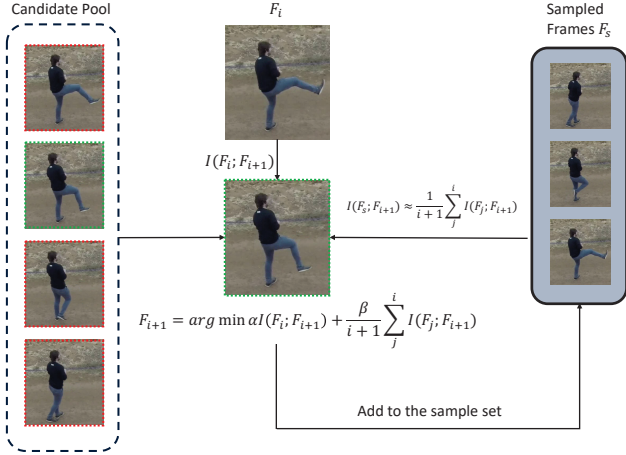 Candidate Pool
F_i
Sampled
Frames F_s
I(F_i; F_{i+1})
I(F_s; F_{i+1}) ≈ \frac{1}{i+1} \sum_j^i I(F_j; F_{i+1})
F_{i+1} = arg min αI(F_i; F_{i+1}) + \frac{β}{i+1} \sum_j^i I(F_j; F_{i+1})
Add to the sample set